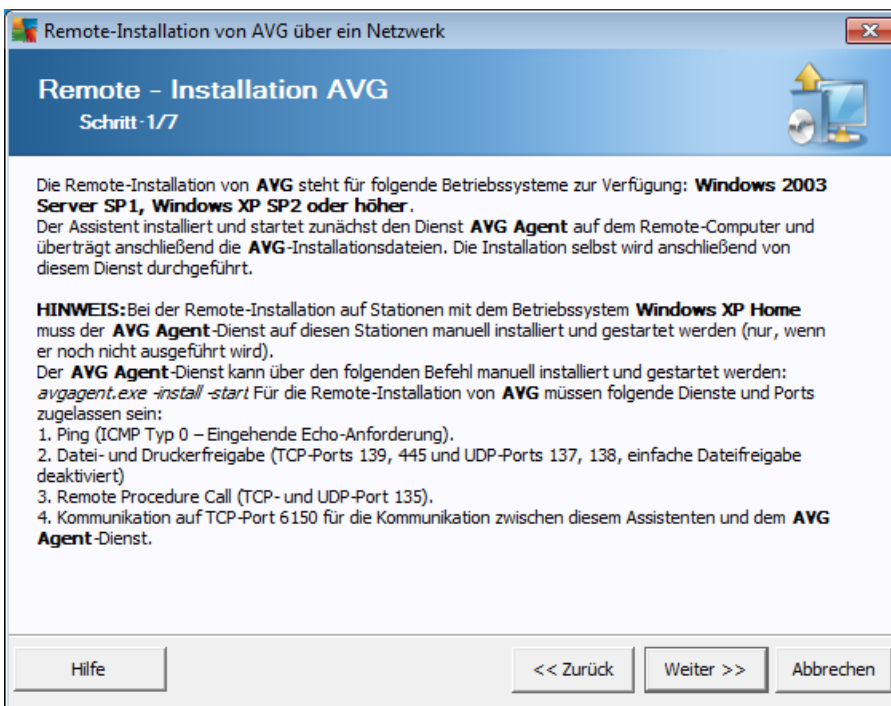 Remote-Installation von AVG über ein Netzwerk
Remote - Installation AVG
Schritt-1/7
Die Remote-Installation von AVG steht für folgende Betriebssysteme zur Verfügung: Windows 2003
Server SP1, Windows XP SP2 oder höher.
Der Assistent installiert und startet zunächst den Dienst AVG Agent auf dem Remote-Computer und
überträgt anschließend die AVG-Installationsdateien. Die Installation selbst wird anschließend von
diesem Dienst durchgeführt.
HINWEIS:Bei der Remote-Installation auf Stationen mit dem Betriebssystem Windows XP Home
muss der AVG Agent-Dienst auf diesen Stationen manuell installiert und gestartet werden (nur, wenn
er noch nicht ausgeführt wird).
Der AVG Agent-Dienst kann über den folgenden Befehl manuell installiert und gestartet werden:
avgagent.exe -install -start Für die Remote-Installation von AVG müssen folgende Dienste und Ports
zugelassen sein:
1. Ping (ICMP Typ 0 – Eingehende Echo-Anforderung).
2. Datei- und Druckerfreigabe (TCP-Ports 139, 445 und UDP-Ports 137, 138, einfache Dateifreigabe
deaktiviert)
3. Remote Procedure Call (TCP- und UDP-Port 135).
4. Kommunikation auf TCP-Port 6150 für die Kommunikation zwischen diesem Assistenten und dem AVG
Agent-Dienst.
Hilfe
<< Zurück
Weiter >>
Abbrechen